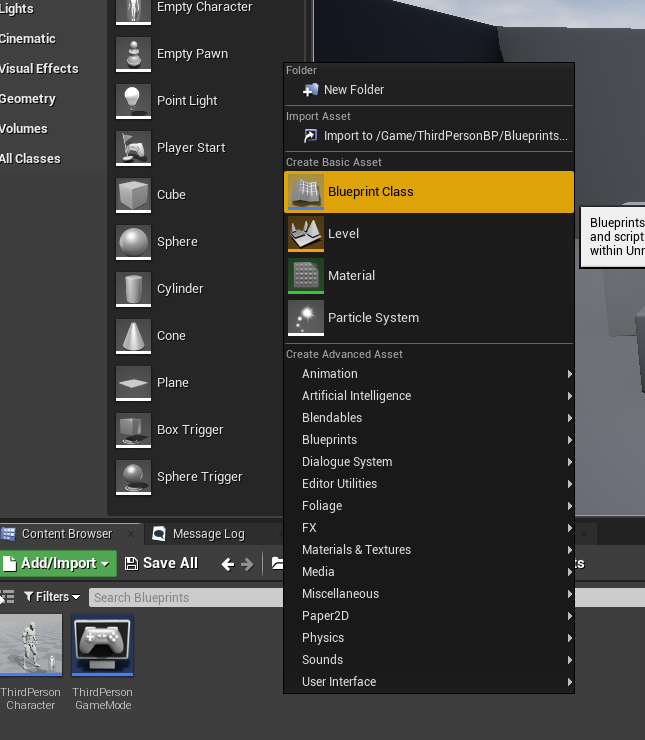 Lights
Cinematic
Visual Effects
Geometry
Volumes
All Classes
Empty Character
Empty Pawn
Point Light
Player Start
Cube
Sphere
Cylinder
Cone
Plane
Box Trigger
Sphere Trigger
Folder
New Folder
Import Asset
Import to /Game/ThirdPersonBP/Blueprints...
Create Basic Asset
Blueprint Class
Level
Material
Particle System
Create Advanced Asset
Animation
Artificial Intelligence
Blendables
Blueprints
Dialogue System
Editor Utilities
Foliage
FX
Materials & Textures
Media
Miscellaneous
Paper2D
Physics
Sounds
User Interface
Blueprints
and script
within Unr
Content Browser
Message Log
Add/Import
Save All
ts
Filters
Search Blueprints
ThirdPerson
Character
ThirdPerson
GameMode